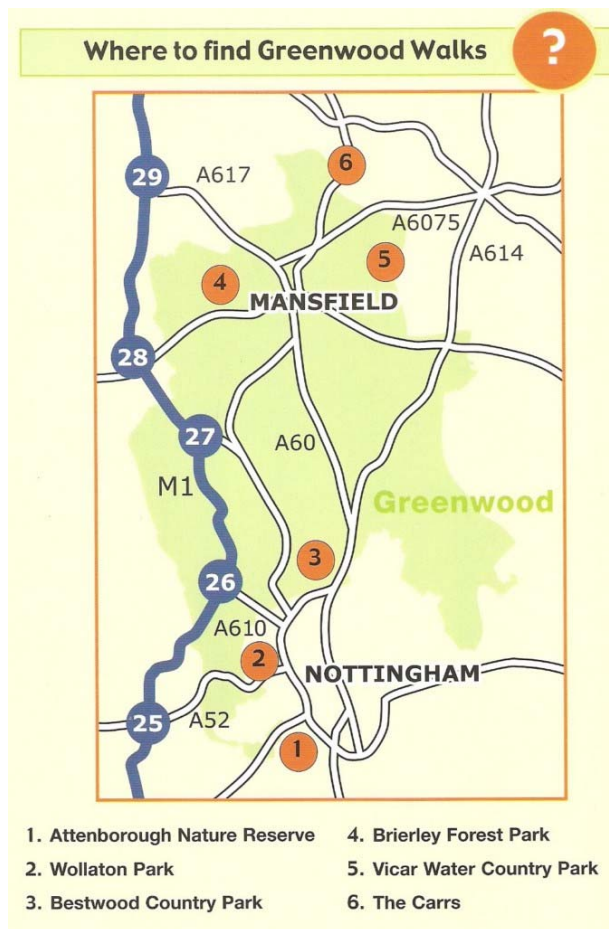 Where to find Greenwood Walks
?
6
29
A617
A6075
5
A614
4
MANSFIELD
28
27
A60
M1
Greenwood
3
26
A610
2
NOTTINGHAM
25
A52
1
1. Attenborough Nature Reserve
2. Wollaton Park
3. Bestwood Country Park
4. Brierley Forest Park
5. Vicar Water Country Park
6. The Carrs